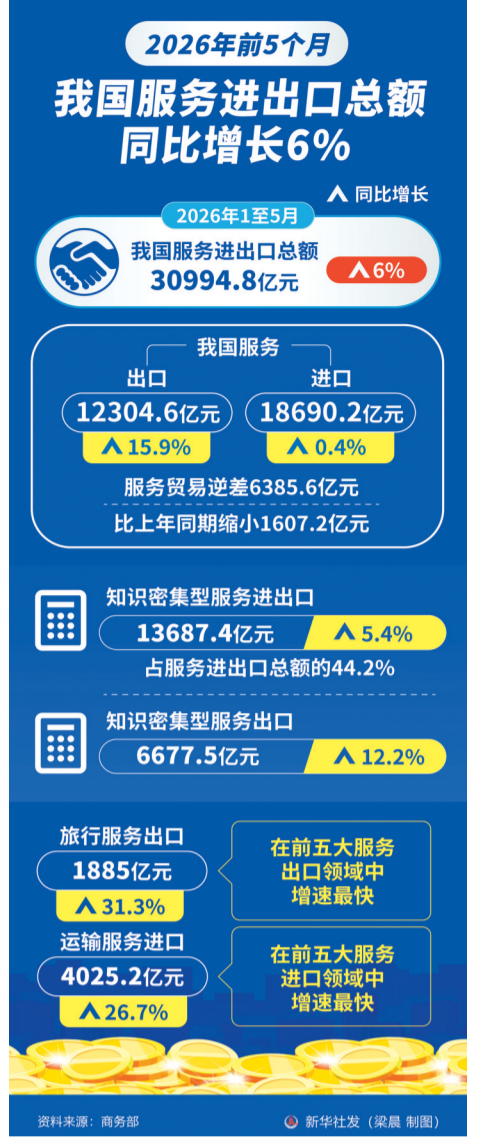 2026年前5个月
我国服务进出口总额
同比增长6%
同比增长
2026年1至5月
我国服务进出口总额
30994.8亿元
6%
我国服务
出口
进口
12304.6亿元
18690.2亿元
15.9%
0.4%
服务贸易逆差6385.6亿元
比上年同期缩小1607.2亿元
知识密集型服务进出口
13687.4亿元
5.4%
占服务进出口总额的44.2%
知识密集型服务出口
6677.5亿元
12.2%
旅行服务出口
1885亿元
31.3%
在前五大服务
出口领域中
增速最快
运输服务进口
4025.2亿元
26.7%
在前五大服务
进口领域中
增速最快
资料来源：商务部
新华社发（梁晨 制图）